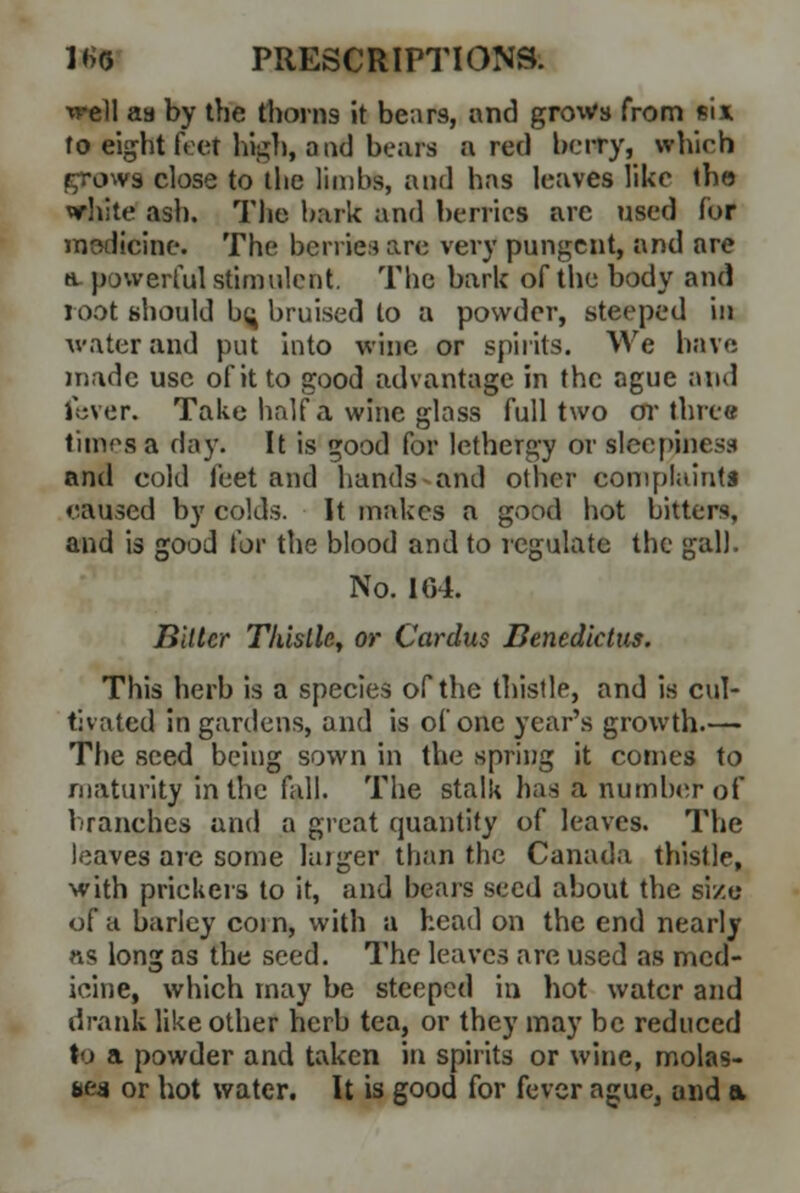 166 PRESCRIPTIONS.
well as by the thorns it bears, and grows from six
to eight feet high, and bears a red berry, which
grows close to the limbs, and has leaves like the
white ash. The bark and berries are used for
medicine. The berries are very pungent, and are
a powerful stimulent. The bark of the body and
root should be bruised to a powder, steeped in
water and put into wine or spirits. We have
made use of it to good advantage in the ague and
fever. Take half a wine glass full two or three
times a day. It is good for lethergy or sleepiness
and cold feet and hands and other complaints
caused by colds. It makes a good hot bitters,
and is good for the blood and to regulate the gall.
No. 164.
Bitter Thistle, or Cardus Benedictus.
This herb is a species of the thistle, and is cul-
tivated in gardens, and is of one year's growth.—
The seed being sown in the spring it comes to
maturity in the fall. The stalk has a number of
branches and a great quantity of leaves. The
leaves are some larger than the Canada thistle,
with prickers to it, and bears seed about the size
of a barley corn, with a head on the end nearly
as long as the seed. The leaves are used as med-
icine, which may be steeped in hot water and
drank like other herb tea, or they may be reduced
to a powder and taken in spirits or wine, molas-
ses or hot water. It is good for fever ague, and a